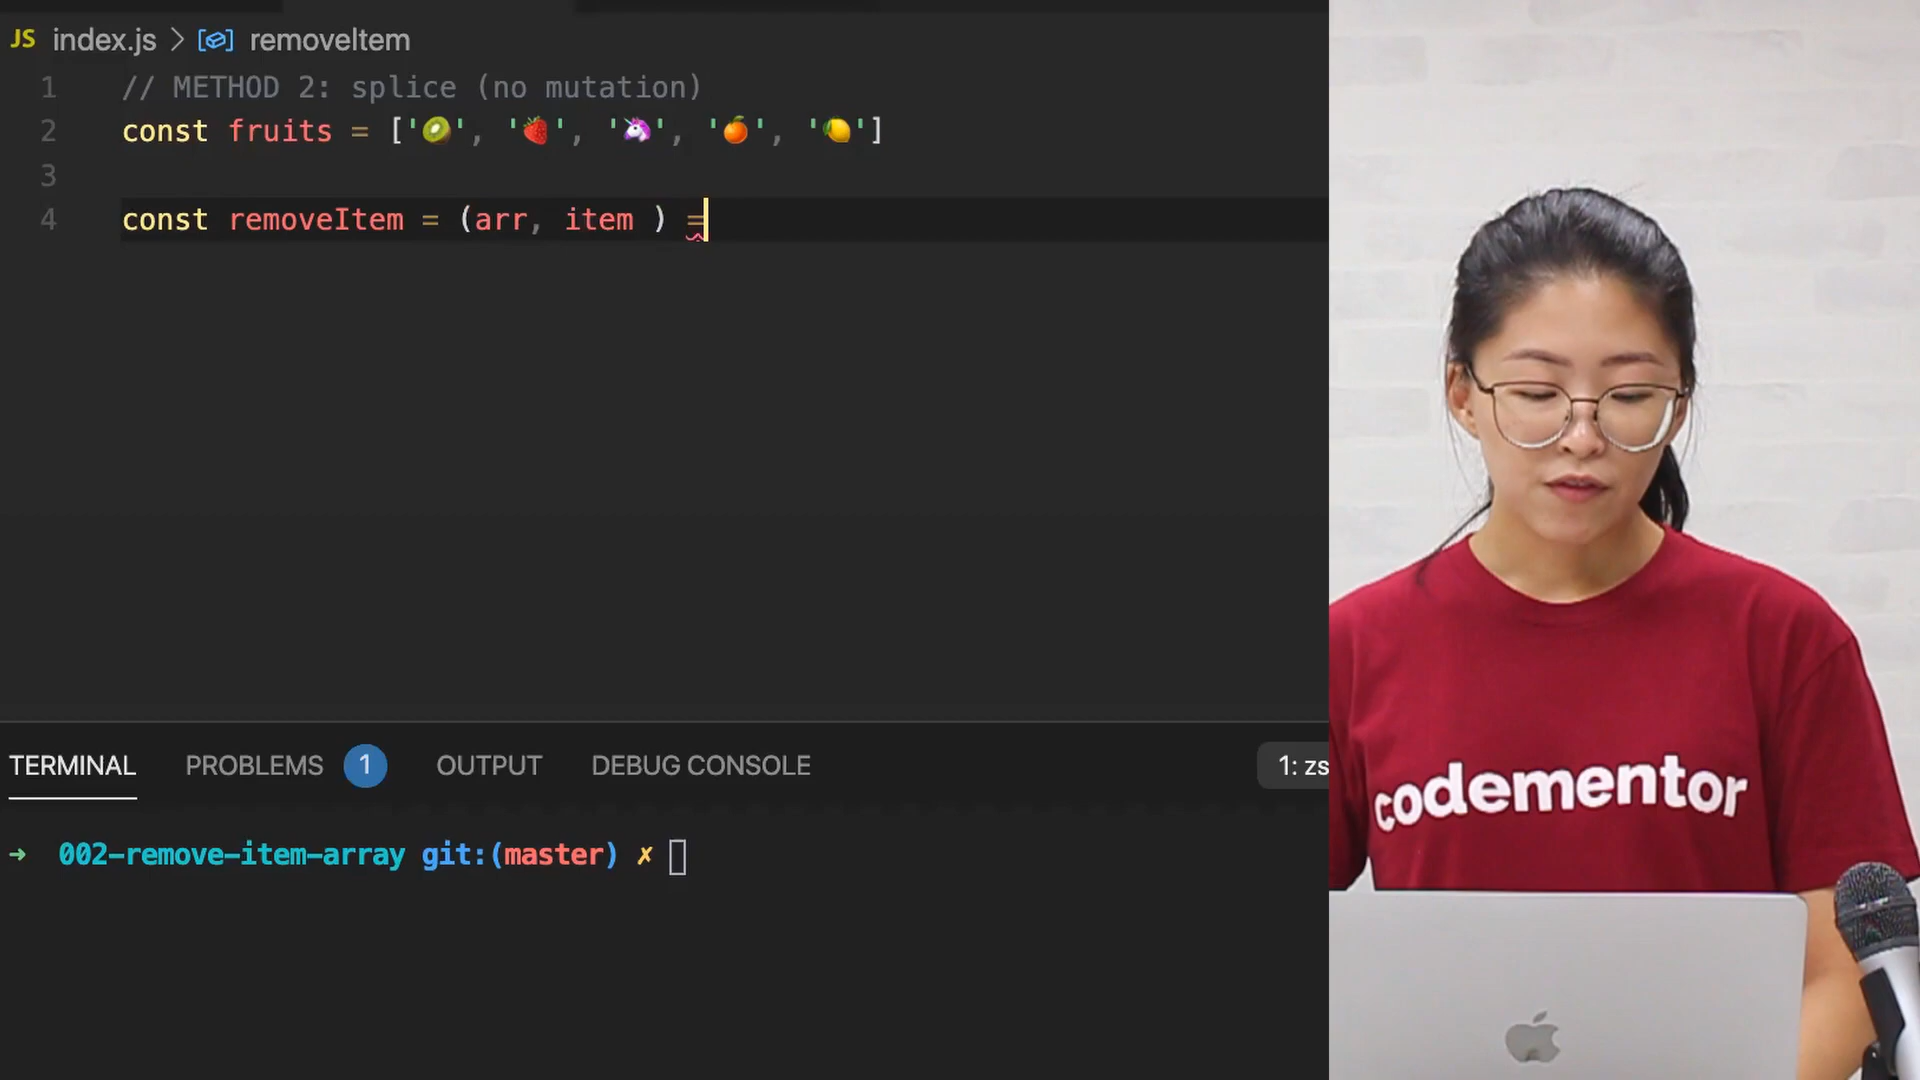 JS index.js > removeItem
1 // METHOD 2: splice (no mutation)
2 const fruits = ['🥝', '🍓', '🦄', '🍊', '🍋']
3
4 const removeItem = (arr, item ) =
TERMINAL PROBLEMS 1 OUTPUT DEBUG CONSOLE 1: zs
→ 002-remove-item-array git:(master) ✗
codementor